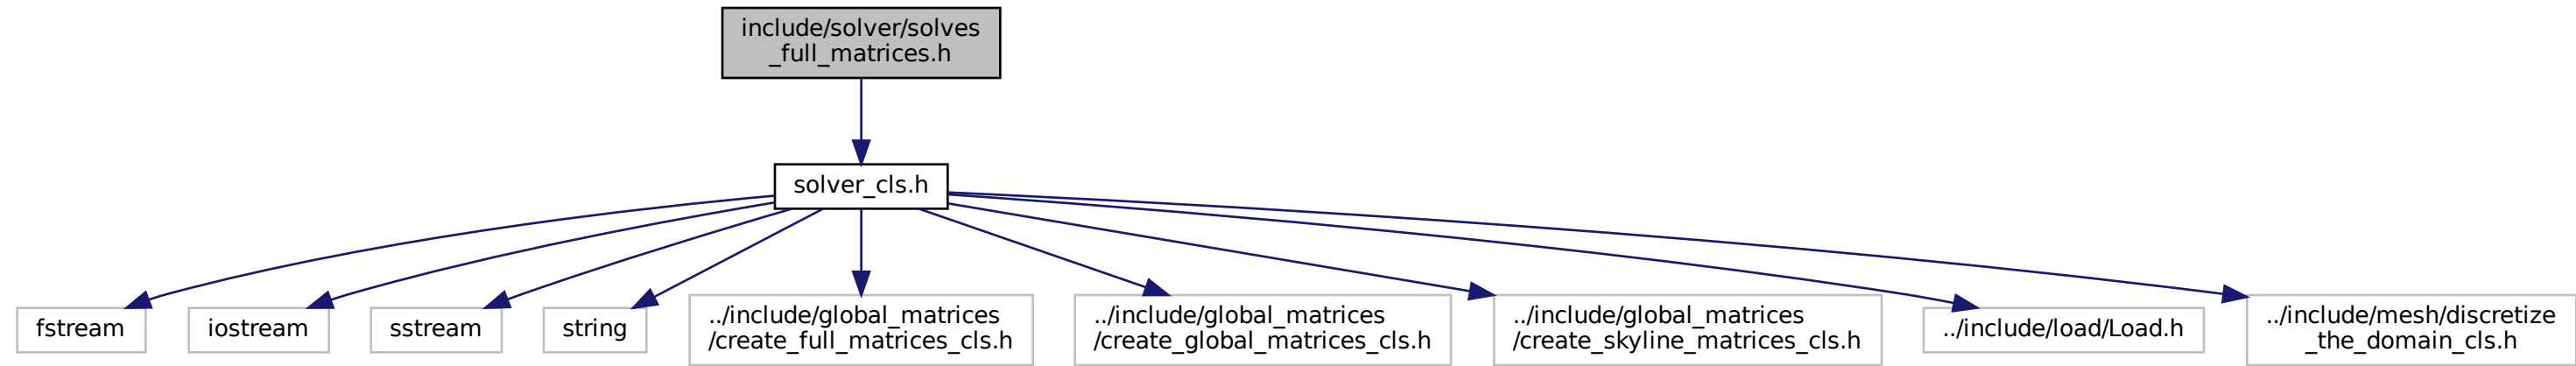 include/solver/solves
_full_matrices.h
solver_cls.h
fstream
iostream
sstream
string
../include/global_matrices
/create_full_matrices_cls.h
../include/global_matrices
/create_global_matrices_cls.h
../include/global_matrices
/create_skyline_matrices_cls.h
../include/load/Load.h
../include/mesh/discretize
_the_domain_cls.h